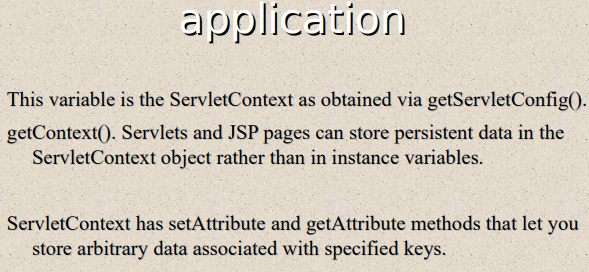 application
This variable is the ServletContext as obtained via getServletConfig().
getContext(). Servlets and JSP pages can store persistent data in the
ServletContext object rather than in instance variables.
ServletContext has setAttribute and getAttribute methods that let you
store arbitrary data associated with specified keys.